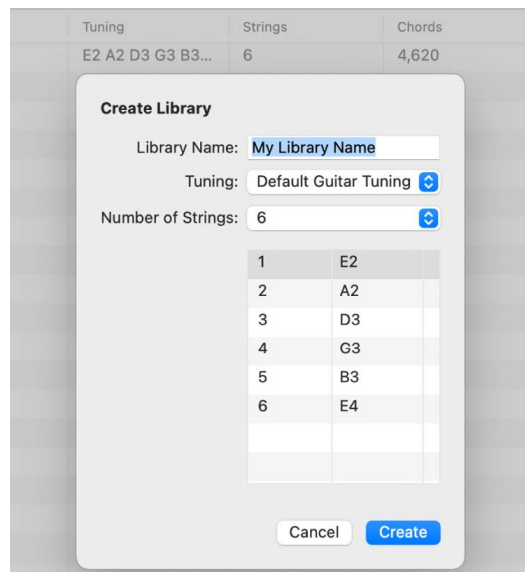 Tuning Strings Chords
E2 A2 D3 G3 B3... 6 4,620
Create Library
Library Name: My Library Name
Tuning: Default Guitar Tuning
Number of Strings: 6
1 E2
2 A2
3 D3
4 G3
5 B3
6 E4
Cancel Create